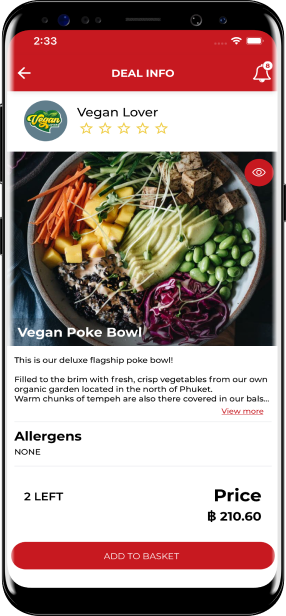 2:33
DEAL INFO
8
Vegan
Vegan Lover
Vegan Poke Bowl
This is our deluxe flagship poke bowl!
Filled to the brim with fresh, crisp vegetables from our own
organic garden located in the north of Phuket.
Warm chunks of tempeh are also there covered in our bals...
View more
Allergens
NONE
2 LEFT
Price
฿ 210.60
ADD TO BASKET